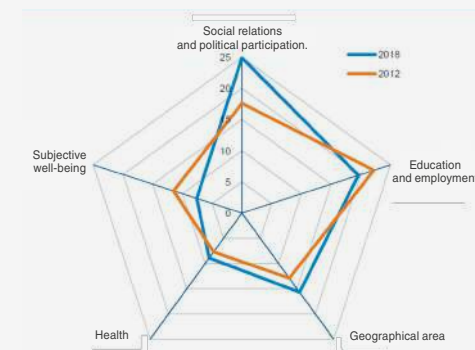 Social relations
and political participation.
2018
2012
25
20
15
10
5
0
Subjective
well-being
Education
and employmen
Health
Geographical area